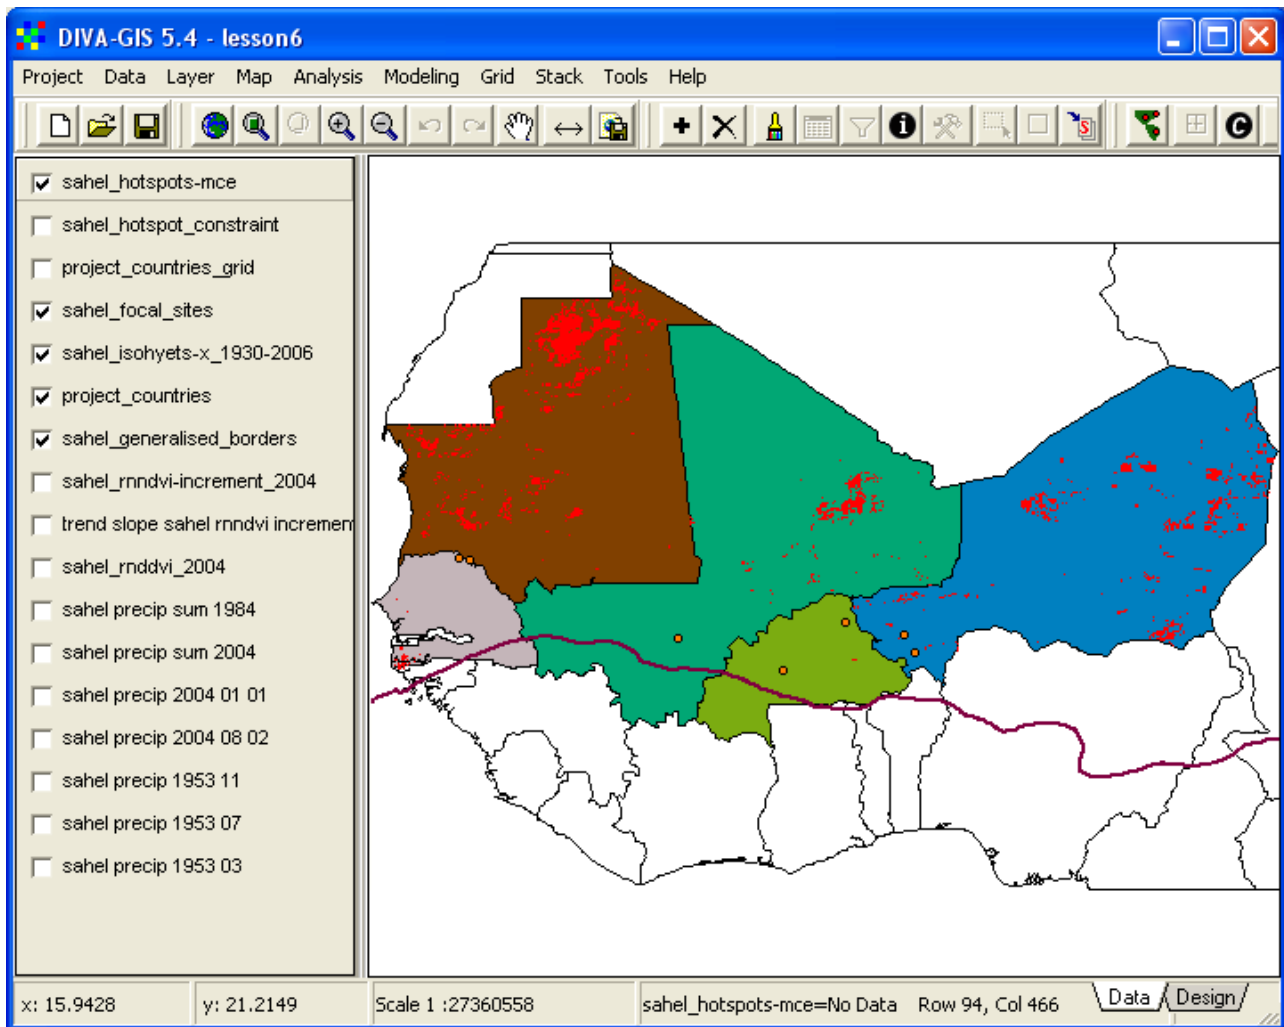 DIVA-GIS 5.4 - lesson6
Project Data Layer Map Analysis Modeling Grid Stack Tools Help
sahel_hotspots-mce
sahel_hotspot_constraint
project_countries_grid
sahel_focal_sites
sahel_isohyets-x_1930-2006
project_countries
sahel_generalised_borders
sahel_rnndvi-increment_2004
trend slope sahel rnndvi incremen
sahel_rnddvi_2004
sahel precip sum 1984
sahel precip sum 2004
sahel precip 2004 01 01
sahel precip 2004 08 02
sahel precip 1953 11
sahel precip 1953 07
sahel precip 1953 03
x: 15.9428 y: 21.2149 Scale 1 :27360558 sahel_hotspots-mce=No Data Row 94, Col 466 Data Design